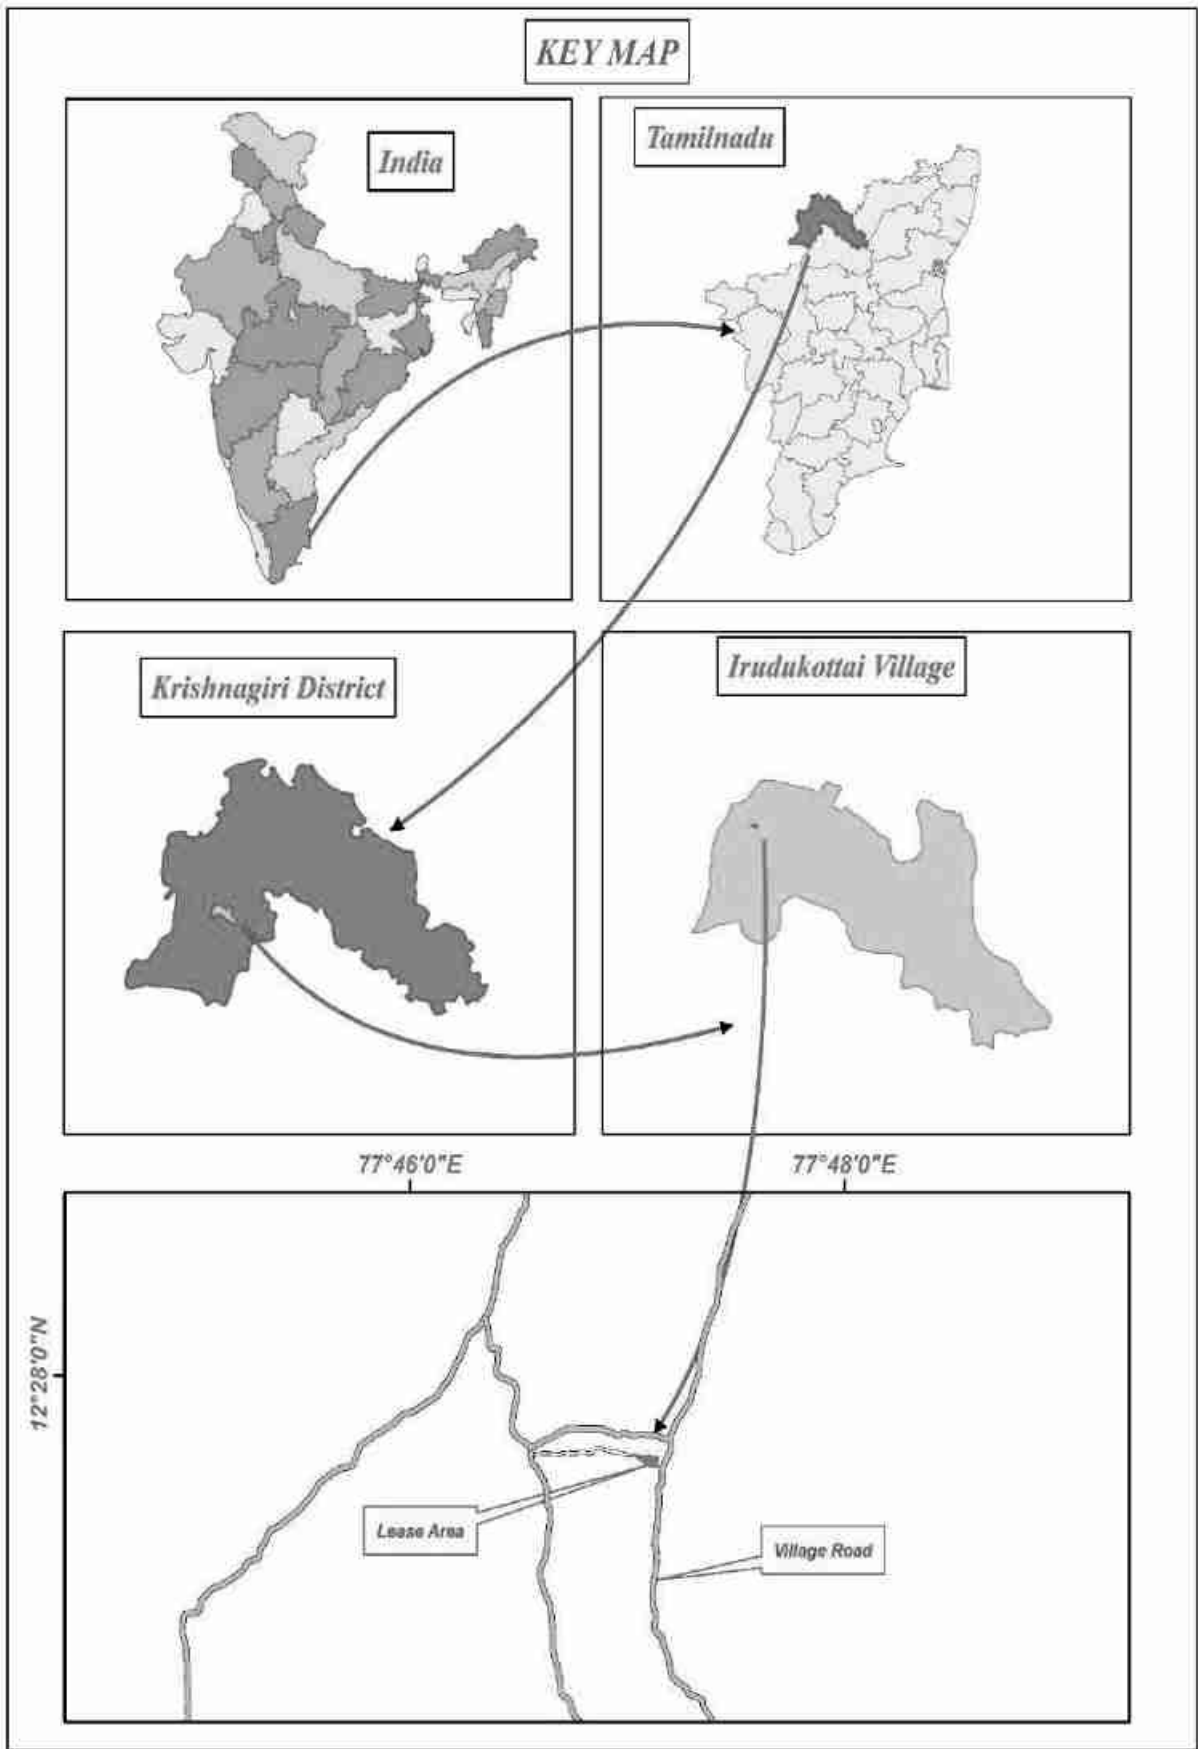 KEY MAP
India
Tamilnadu
Krishnagiri District
Irudukottai Village
77°46'0"E
77°48'0"E
12°28'0"N
Lease Area
Village Road